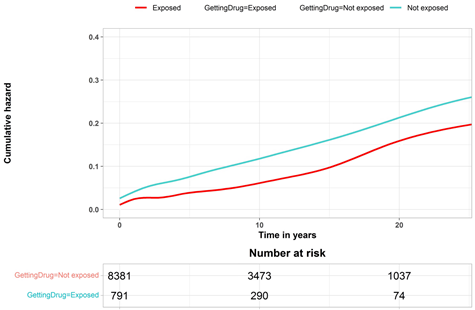 Exposed GettingDrug=Exposed GettingDrug=Not exposed Not exposed
Cumulative hazard
0.4
0.3
0.2
0.1
0.0
0 10 20
Time in years
Number at risk
GettingDrug=Not exposed 8381 3473 1037
GettingDrug=Exposed 791 290 74